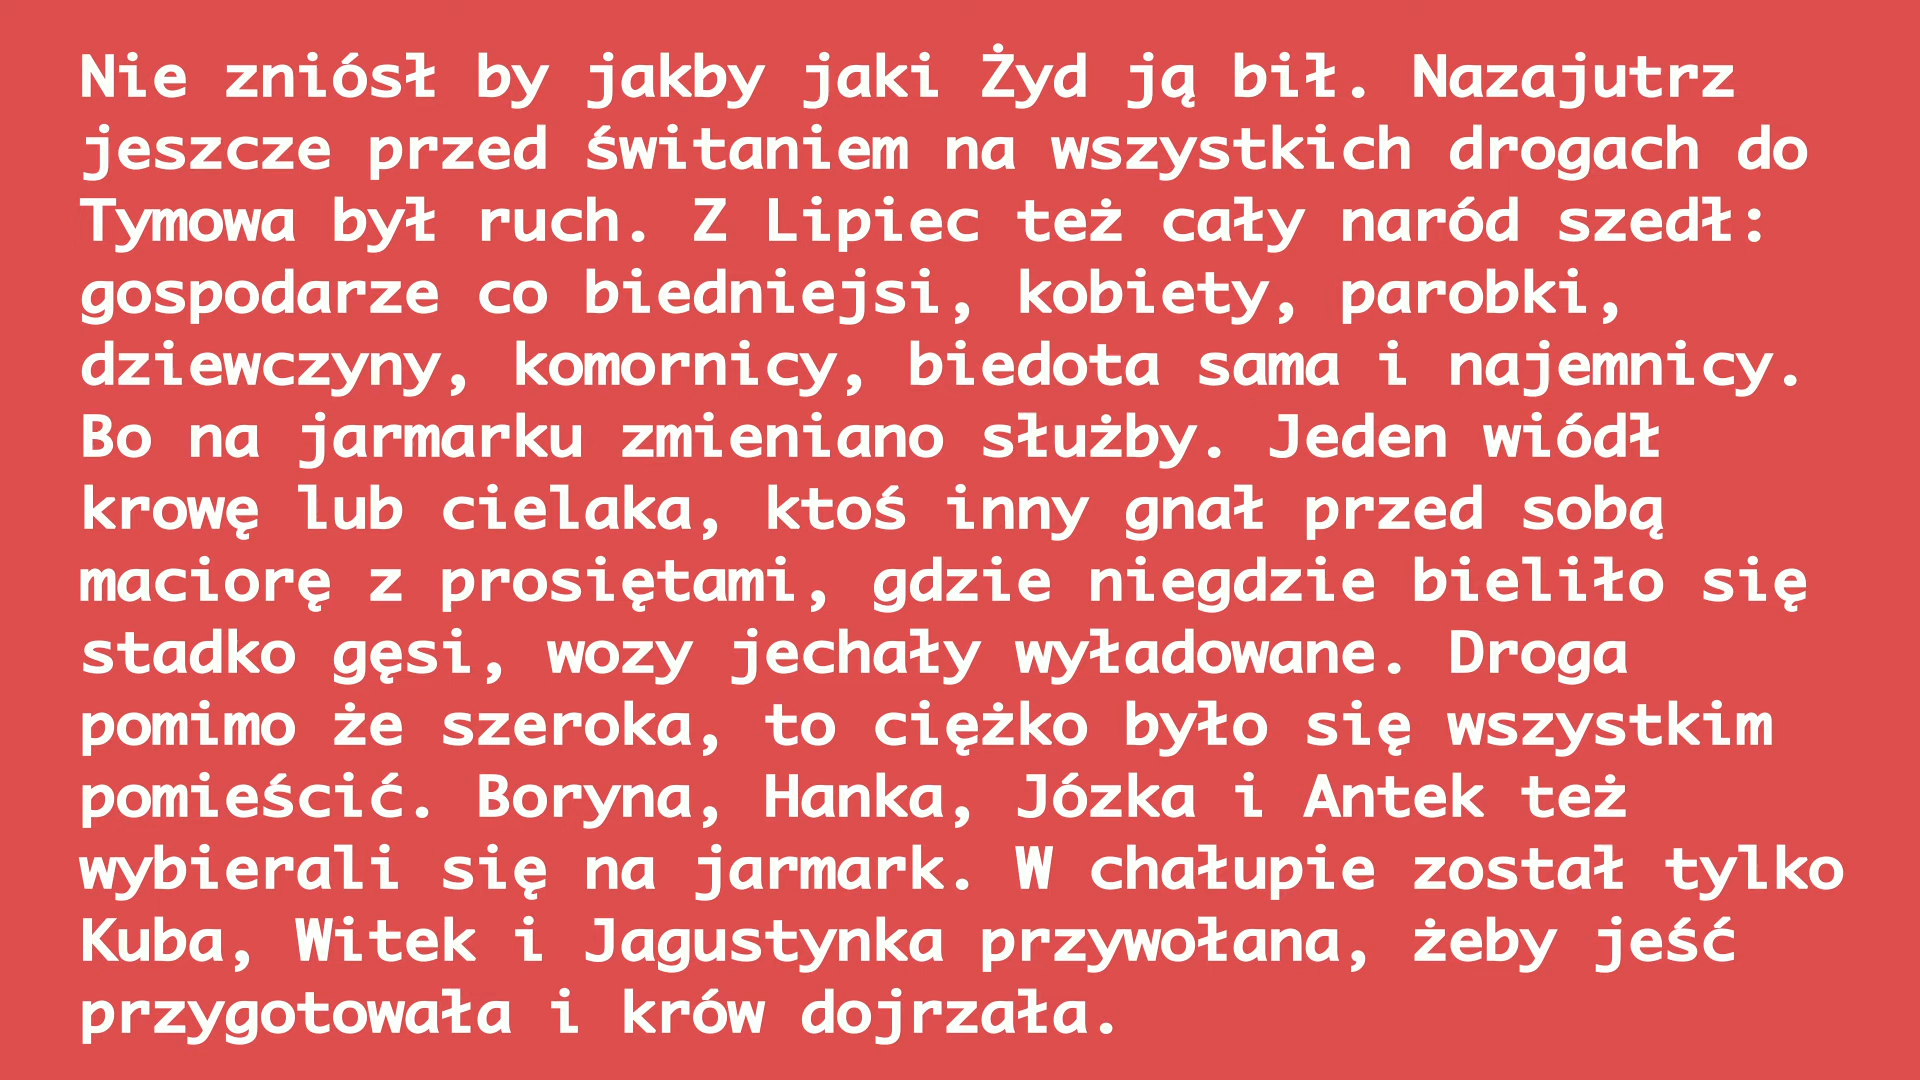 Nie zniósł by jakby jaki Żyd ją bił. Nazajutrz
jeszcze przed świtaniem na wszystkich drogach do
Tymowa był ruch. Z Lipiec też cały naród szedł:
gospodarze co biedniejsi, kobiety, parobki,
dziewczyny, komornicy, biedota sama i najemnicy.
Bo na jarmarku zmieniano służby. Jeden wiódł
krowę lub cielaka, ktoś inny gnał przed sobą
maciorę z prosiętami, gdzie niegdzie bieliło się
stadko gęsi, wozy jechały wyładowane. Droga
pomimo że szeroka, to ciężko było się wszystkim
pomieścić. Boryna, Hanka, Józka i Antek też
wybierali się na jarmark. W chałupie został tylko
Kuba, Witek i Jagustynka przywołana, żeby jeść
przygotowała i krów dojrzała.